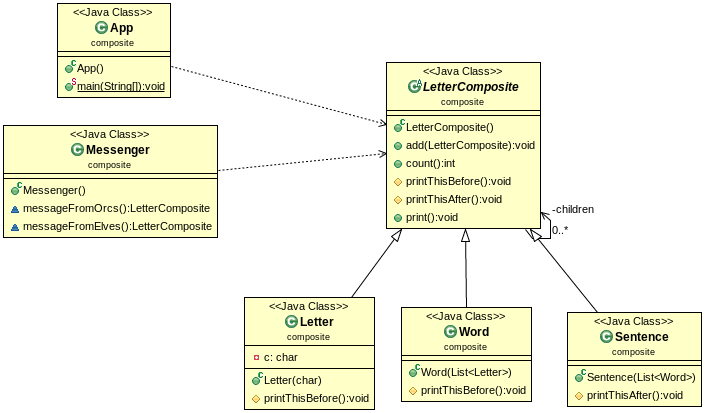 <<Java Class>>
App
composite
App()
main(String[]):void
<<Java Class>>
Messenger
composite
Messenger()
messageFromOrcs():LetterComposite
messageFromElves():LetterComposite
<<Java Class>>
LetterComposite
composite
LetterComposite()
add(LetterComposite):void
count():int
printThisBefore():void
printThisAfter():void
print():void
-children
0..*
<<Java Class>>
Letter
composite
c: char
Letter(char)
printThisBefore():void
<<Java Class>>
Word
composite
Word(List<Letter>)
printThisBefore():void
<<Java Class>>
Sentence
composite
Sentence(List<Word>)
printThisAfter():void